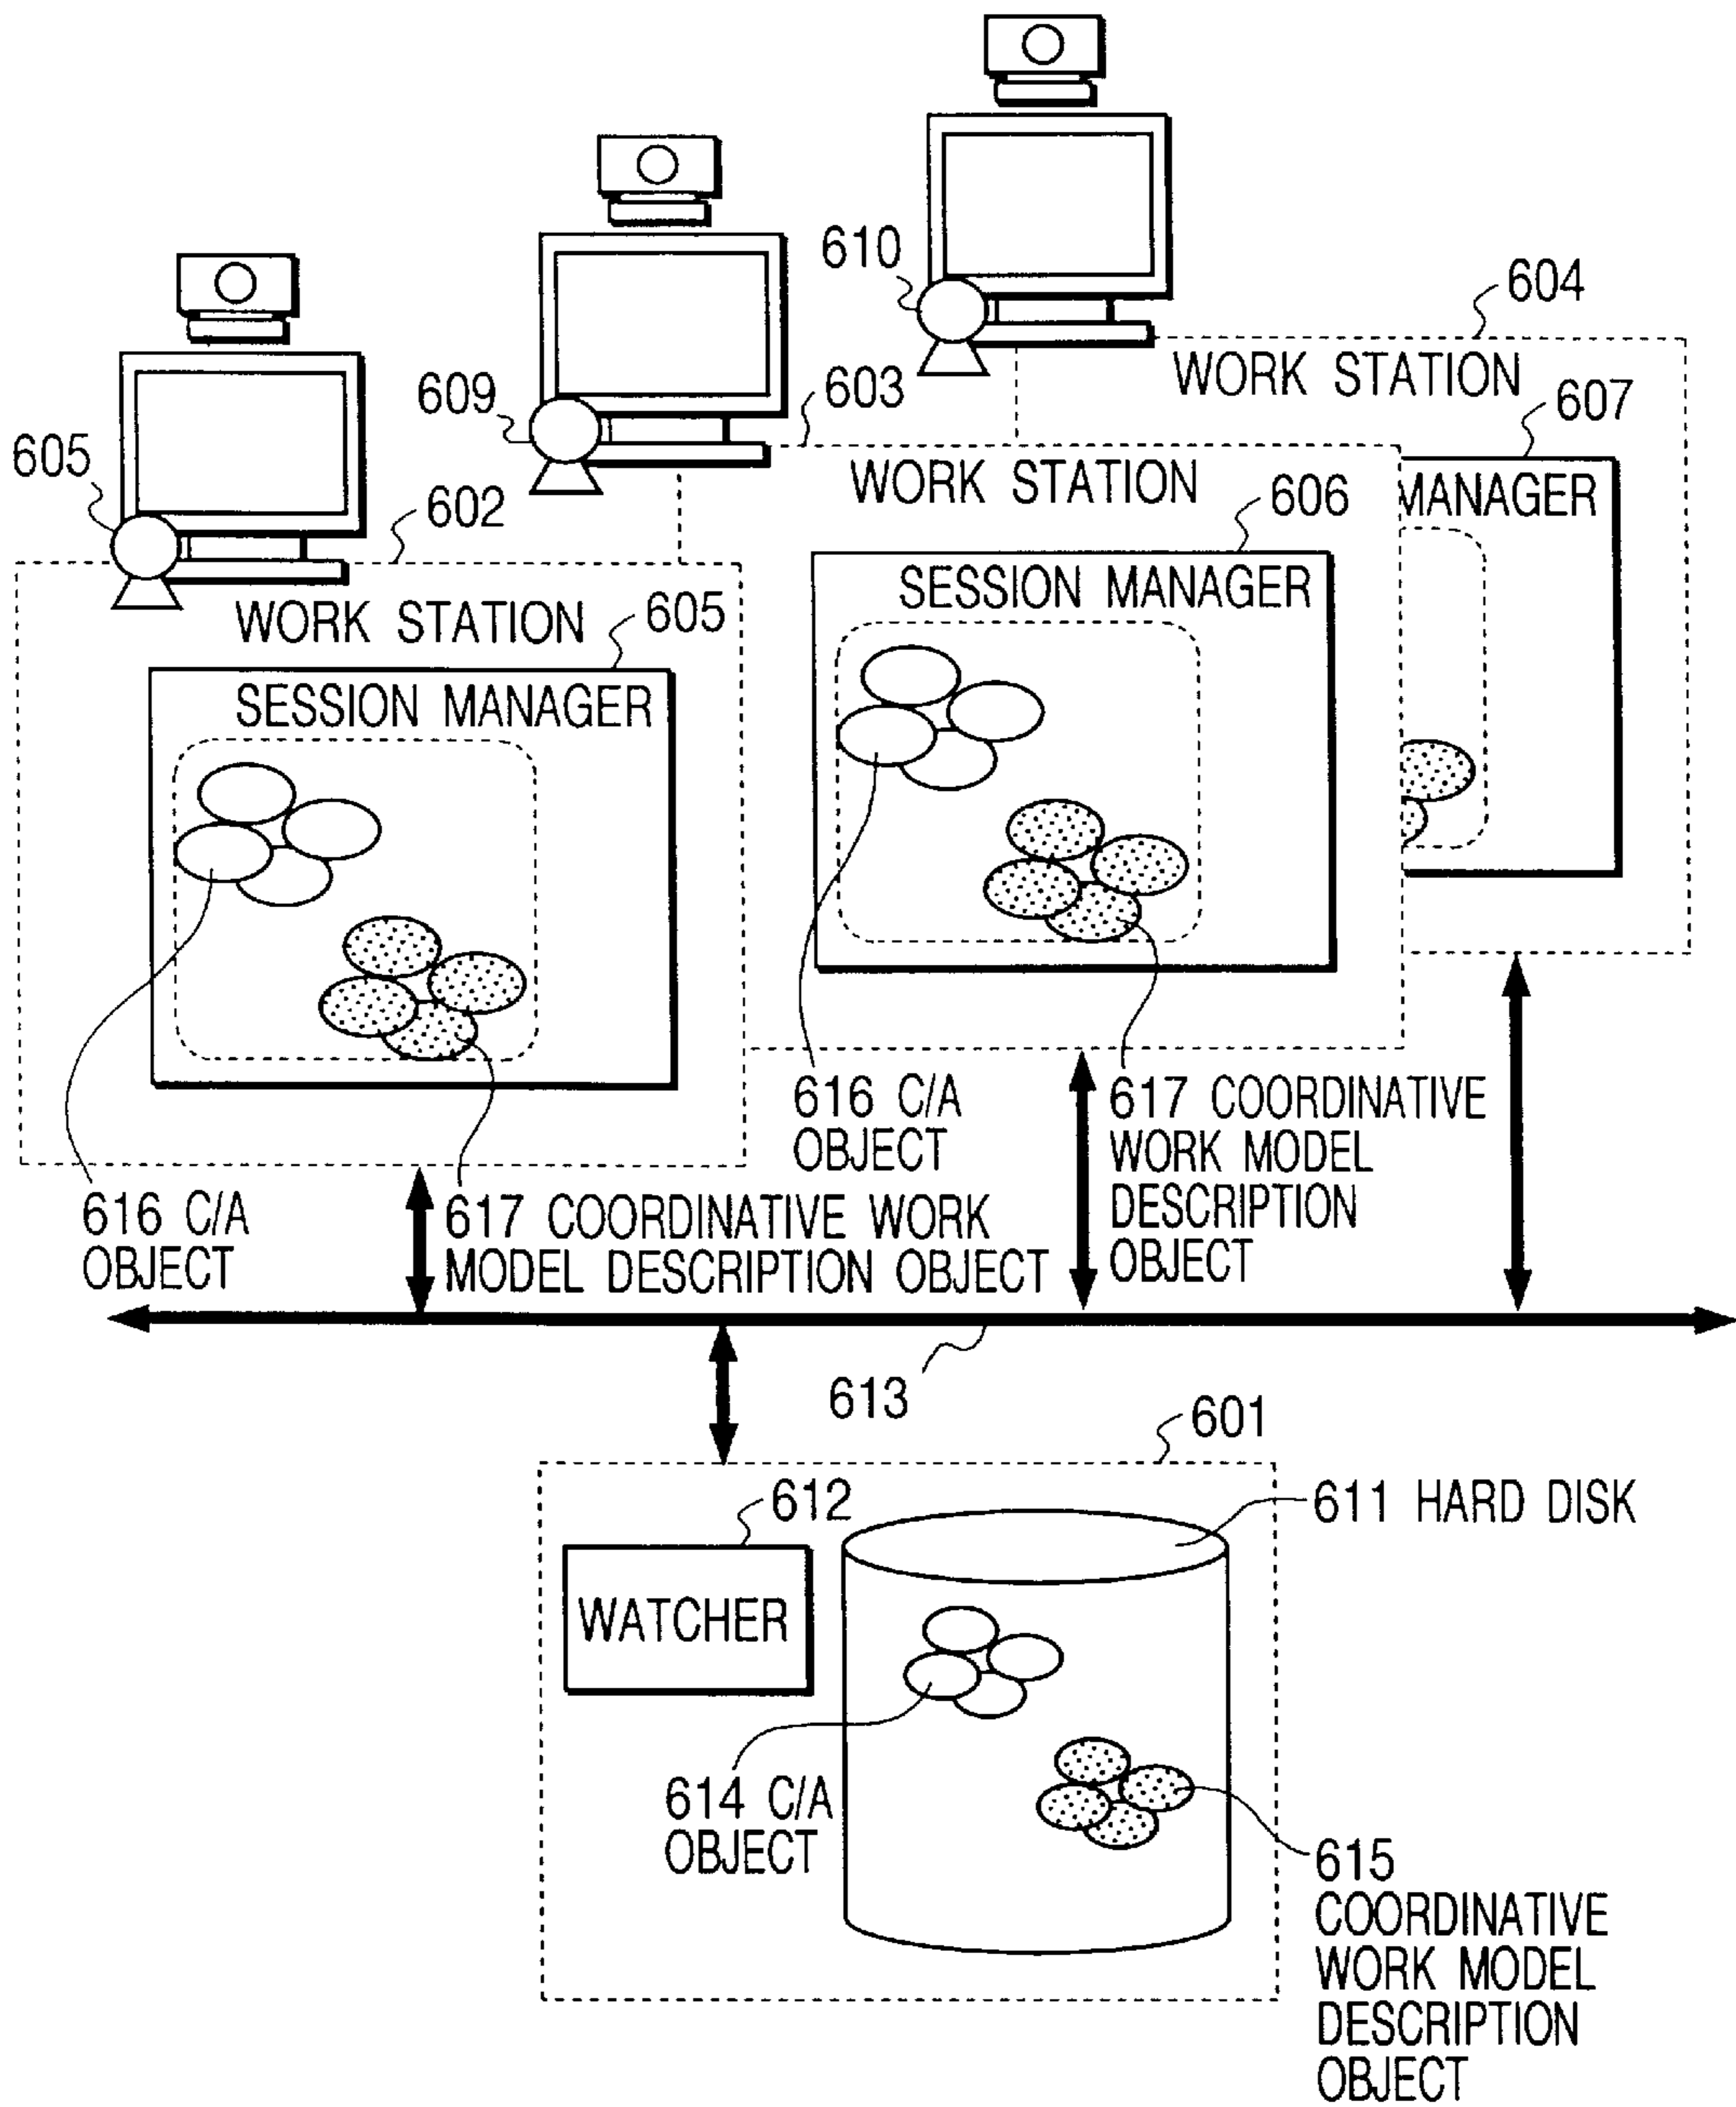 610
604
WORK STATION
609
603
607
605
WORK STATION
MANAGER
602
606
SESSION MANAGER
WORK STATION
605
SESSION MANAGER
616 C/A
OBJECT
617 COORDINATIVE
WORK MODEL
DESCRIPTION
OBJECT
616 C/A
OBJECT
617 COORDINATIVE WORK
MODEL DESCRIPTION OBJECT
613
601
612
611 HARD DISK
WATCHER
614 C/A
OBJECT
615
COORDINATIVE
WORK MODEL
DESCRIPTION
OBJECT